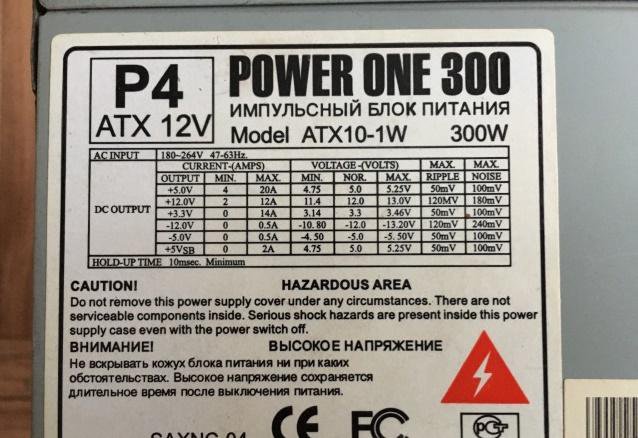 P4
ATX 12V
POWER ONE 300
ИМПУЛЬСНЫЙ БЛОК ПИТАНИЯ
Model ATX10-1W 300W
AC INPUT 180~264V 47-63Hz.
DC OUTPUT
CURRENT-(AMPS) VOLTAGE-(VOLTS) MAX. MAX.
OUTPUT MIN. MAX. MIN. NOR. MAX. RIPPLE NOISE
+5.0V 4 20A 4.75 5.0 5.25V 50mV 100mV
+12.0V 2 12A 11.4 12.0 13.0V 120MV 180mV
+3.3V 0 14A 3.14 3.3 3.46V 50mV 100mV
-12.0V 0 0.5A -10.80 -12.0 -13.20V 120mV 240mV
-5.0V 0 0.5A -4.50 -5.0 -5.50V 50mV 100mV
+5VSB 0 2A 4.75 5.0 5.25V 50mV 100mV
HOLD-UP TIME 10msec. Minimum
CAUTION! HAZARDOUS AREA
Do not remove this power supply cover under any circumstances. There are not
serviceable components inside. Serious shock hazards are present inside this power
supply case even with the power switch off.
ВНИМАНИЕ! ВЫСОКОЕ НАПРЯЖЕНИЕ
Не вскрывать кожух блока питания ни при каких
обстоятельствах. Высокое напряжение сохраняется
длительное время после выключения питания.
CE FC